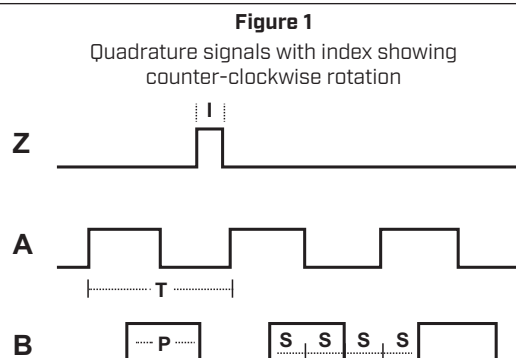 Figure 1
Quadrature signals with index showing
counter-clockwise rotation
I
Z
A
T
B
P
S S S S